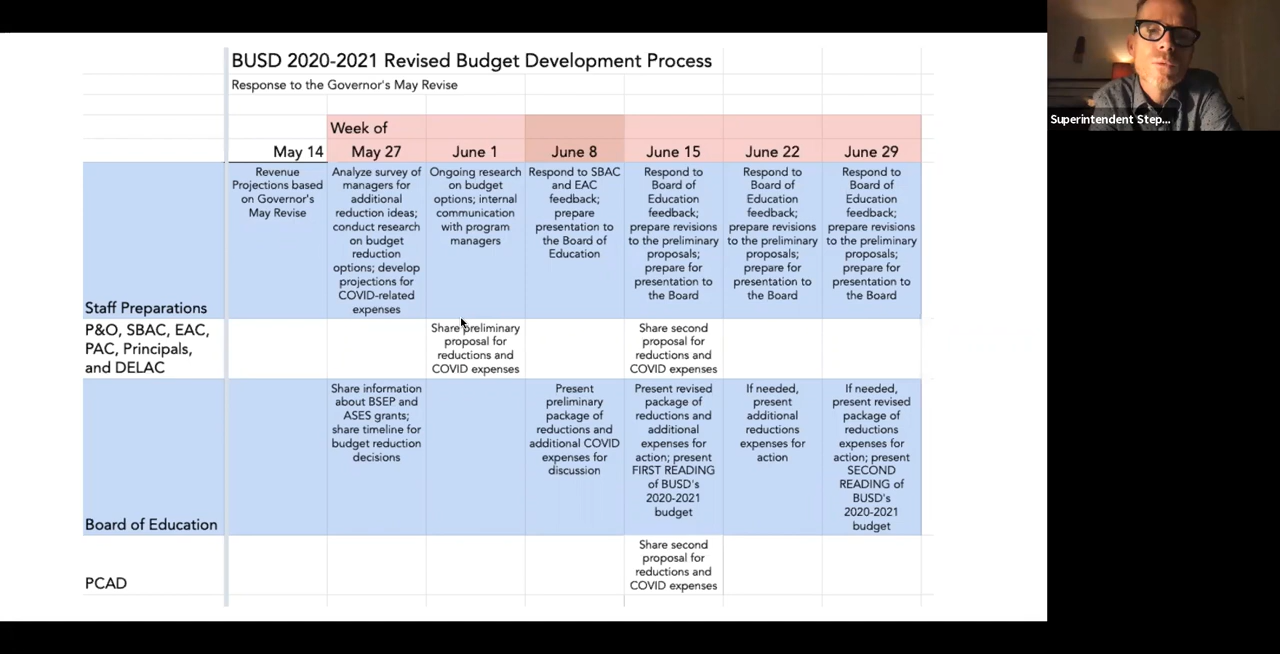 BUSD 2020-2021 Revised Budget Development Process
Response to the Governor's May Revise
Week of
May 14
May 27
June 1
June 8
June 15
June 22
June 29
Staff Preparations
Revenue
Projections based
on Governor's
May Revise
Analyze survey of
managers for
additional
reduction ideas;
conduct research
on budget
reduction
options; develop
projections for
COVID-related
expenses
Ongoing research
on budget
options; internal
communication
with program
managers
Respond to SBAC
and EAC
feedback;
prepare
presentation to
the Board of
Education
Respond to
Board of
Education
feedback;
prepare revisions
to the preliminary
proposals;
prepare for
presentation to
the Board
Respond to
Board of
Education
feedback;
prepare revisions
to the preliminary
proposals;
prepare for
presentation to
the Board
Respond to
Board of
Education
feedback;
prepare revisions
to the preliminary
proposals;
prepare for
presentation to
the Board
P&O, SBAC, EAC,
PAC, Principals,
and DELAC
Share preliminary
proposal for
reductions and
COVID expenses
Share second
proposal for
reductions and
COVID expenses
Board of Education
Share information
about BSEP and
ASES grants;
share timeline for
budget reduction
decisions
Present
preliminary
package of
reductions and
additional COVID
expenses for
discussion
Present revised
package of
reductions and
additional
expenses for
action; present
FIRST READING
of BUSD's
2020-2021
budget
If needed,
present
additional
reductions
expenses for
action
If needed,
present revised
package of
reductions
expenses for
action; present
SECOND
READING of
BUSD's
2020-2021
budget
PCAD
Share second
proposal for
reductions and
COVID expenses
Superintendent Step...